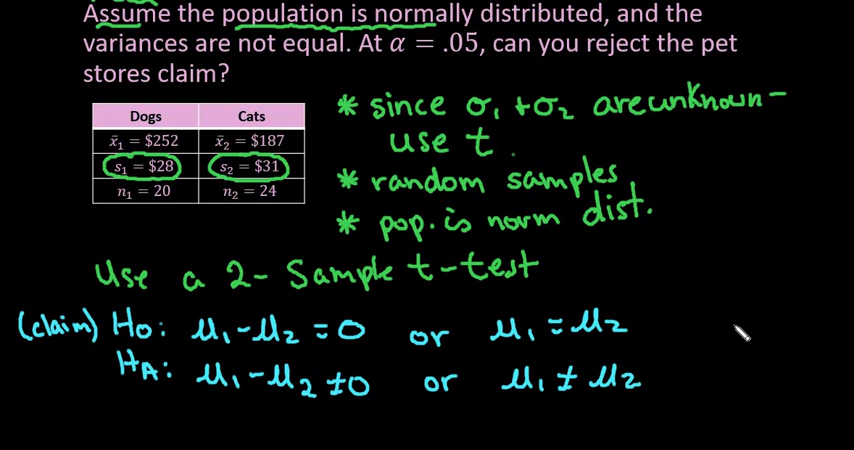 Assume the population is normally distributed, and the
variances are not equal. At α = .05, can you reject the pet
stores claim?
Dogs Cats
x̄₁ = $252 x̄₂ = $187
s₁ = $28 s₂ = $31
n₁ = 20 n₂ = 24
* since σ₁ + σ₂ are unknown –
use t.
* random samples
* pop. is norm dist.
Use a 2 - Sample t - test
(claim) H₀: μ₁ - μ₂ = 0 or μ₁ = μ₂
H_A: μ₁ - μ₂ ≠ 0 or μ₁ ≠ μ₂